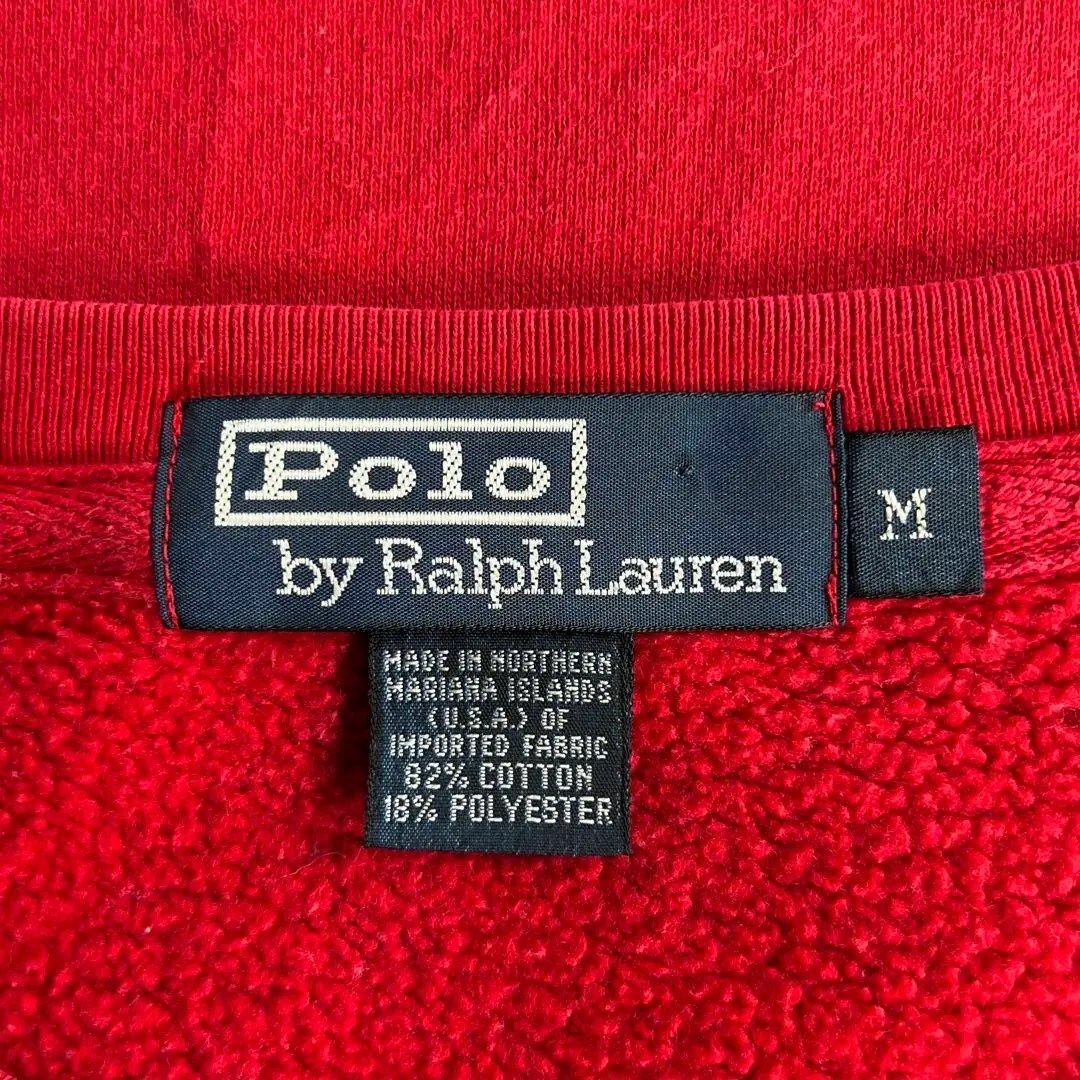 Polo
by Ralph Lauren
M
MADE IN NORTHERN
MARIANA ISLANDS
(U.S.A.) OF
IMPORTED FABRIC
82% COTTON
18% POLYESTER